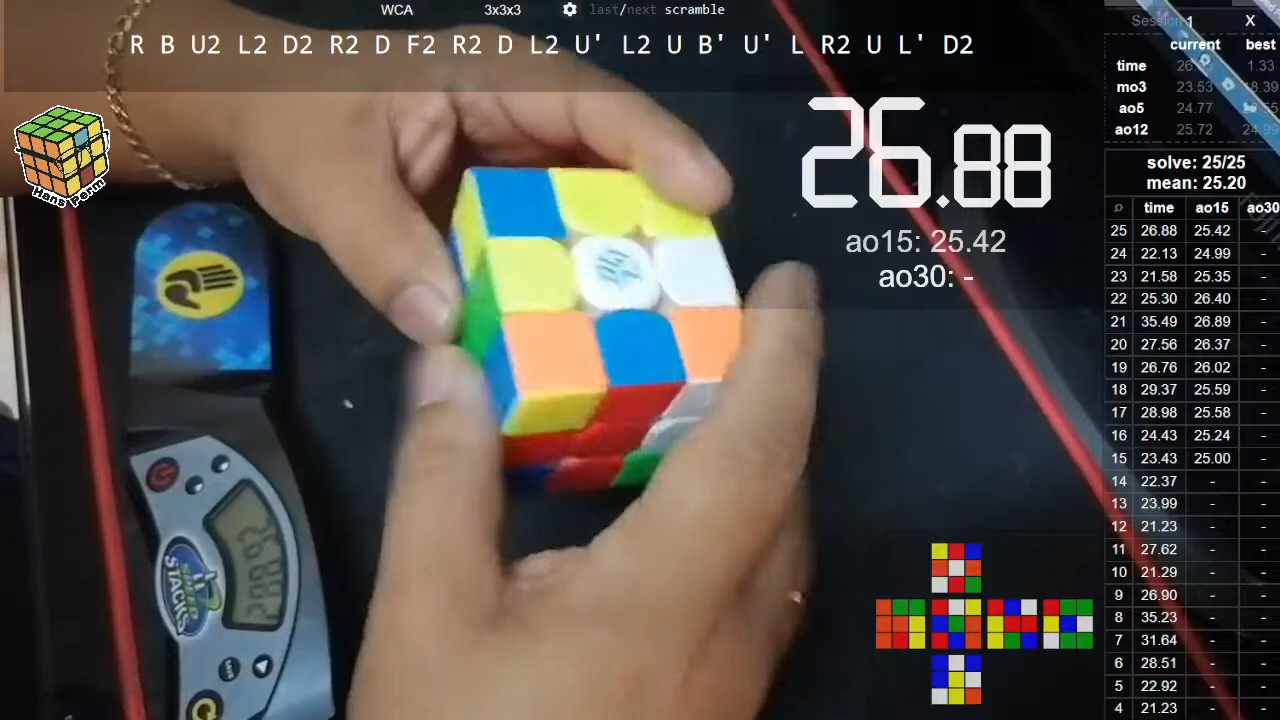 WCA 3x3x3 last/next scramble
R B U2 L2 D2 R2 D F2 R2 D L2 U' L2 U B' U' L R2 U L' D2
Hans Perm
26.88
ao15: 25.42
ao30: -
SPEED STACKS
Session 1 X
current best
time 1.33
mo3 23.53 18.39
ao5 24.77
ao12 25.72 24.99
solve: 25/25
mean: 25.20
time ao15 ao30
25 26.88 25.42 -
24 22.13 24.99 -
23 21.58 25.35 -
22 25.30 26.40 -
21 35.49 26.89 -
20 27.56 26.37 -
19 26.76 26.02 -
18 29.37 25.59 -
17 28.98 25.58 -
16 24.43 25.24 -
15 23.43 25.00 -
14 22.37 - -
13 23.99 - -
12 21.23 - -
11 27.62 - -
10 21.29 - -
9 26.90 - -
8 35.23 - -
7 31.64 - -
6 28.51 - -
5 22.92 - -
4 21.23 - -